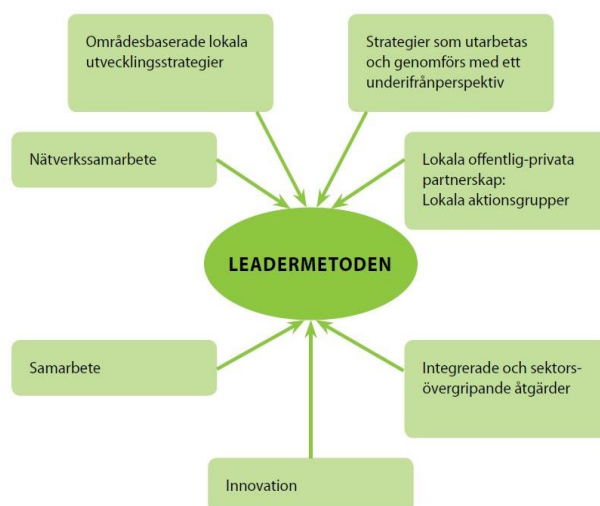 Områdesbaserade lokala
utvecklingsstrategier
Strategier som utarbetas
och genomförs med ett
underifrånperspektiv
Nätverkssamarbete
Lokala offentlig-privata
partnerskap:
Lokala aktionsgrupper
LEADERMETODEN
Samarbete
Integrerade och sektors-
övergripande åtgärder
Innovation